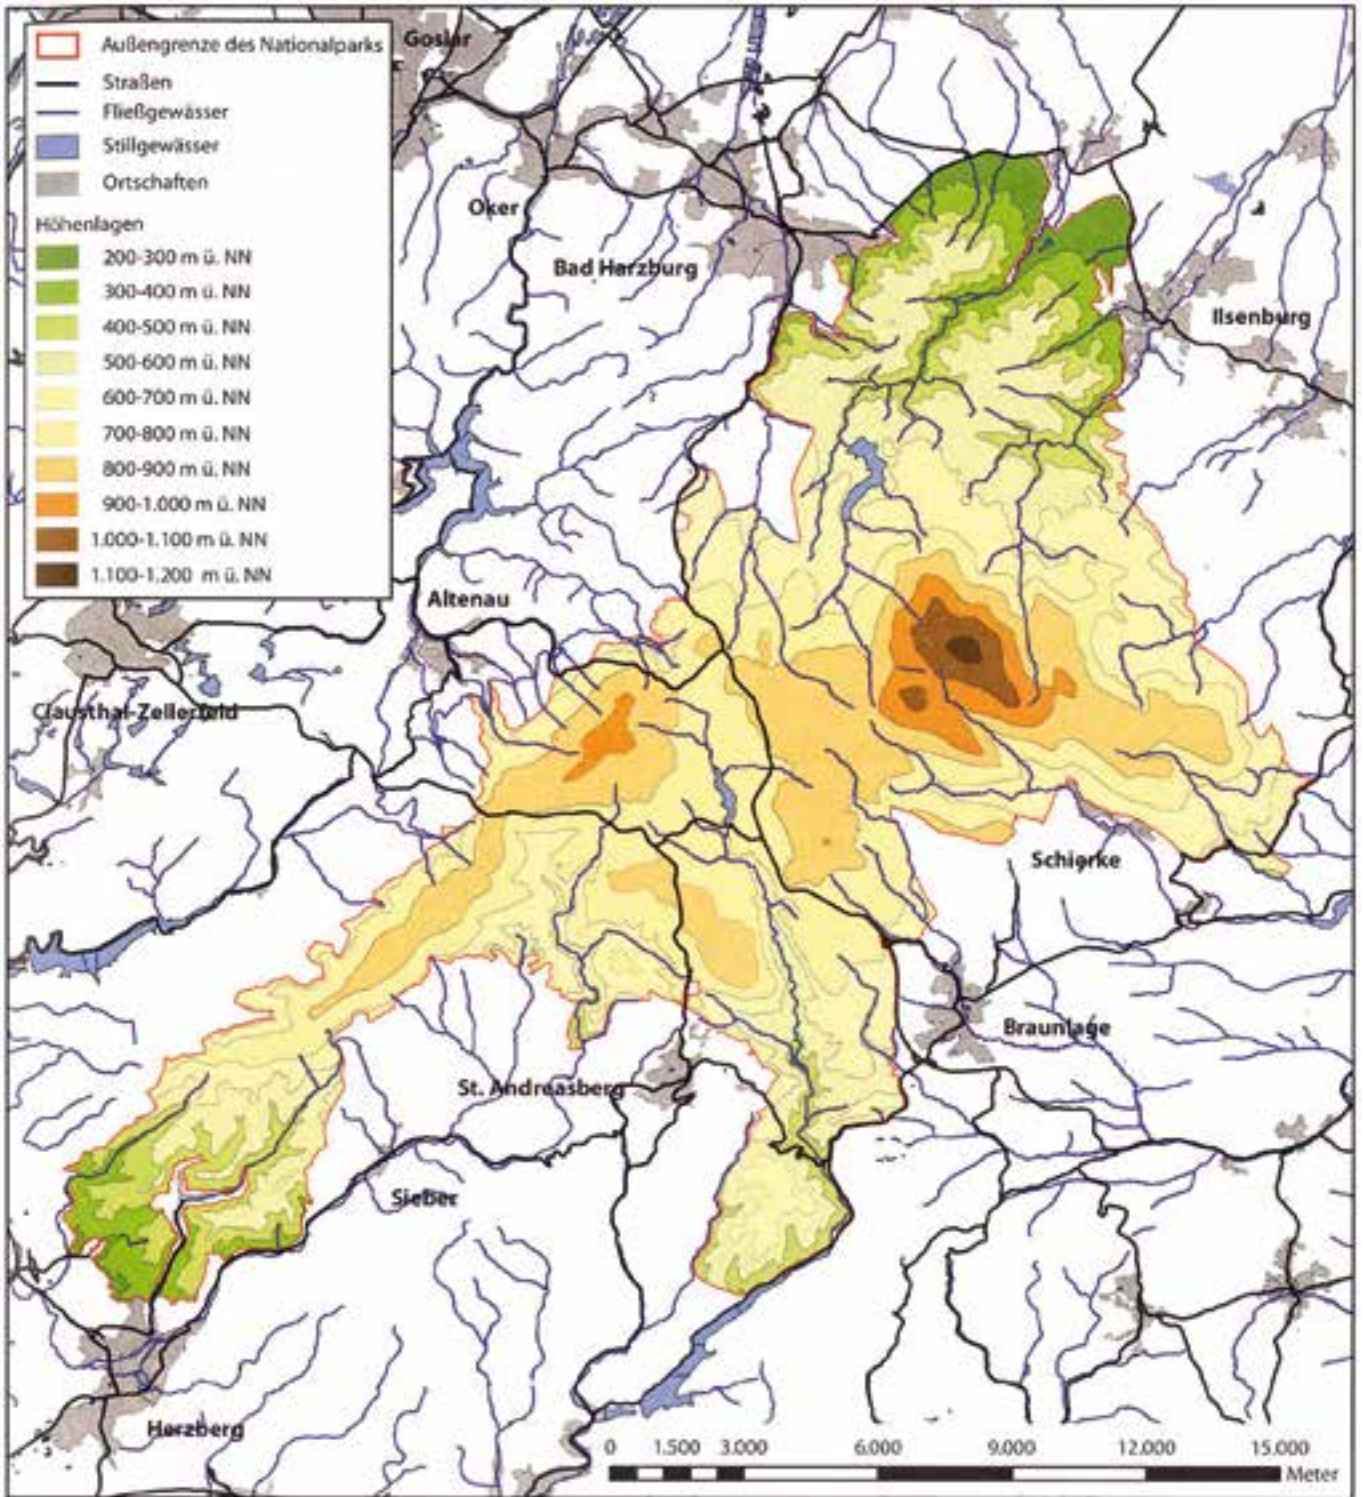 Außengrenze des Nationalparks
Straßen
Fließgewässer
Stillgewässer
Ortschaften
Höhenlagen
200-300 m ü. NN
300-400 m ü. NN
400-500 m ü. NN
500-600 m ü. NN
600-700 m ü. NN
700-800 m ü. NN
800-900 m ü. NN
900-1.000 m ü. NN
1.000-1.100 m ü. NN
1.100-1.200 m ü. NN
Goslar
Oker
Bad Harzburg
Ilsenburg
Altenau
Clausthal-Zellerfeld
Schierke
Braunlage
St. Andreasberg
Sieber
Herzberg
0 1.500 3.000 6.000 9.000 12.000 15.000
Meter